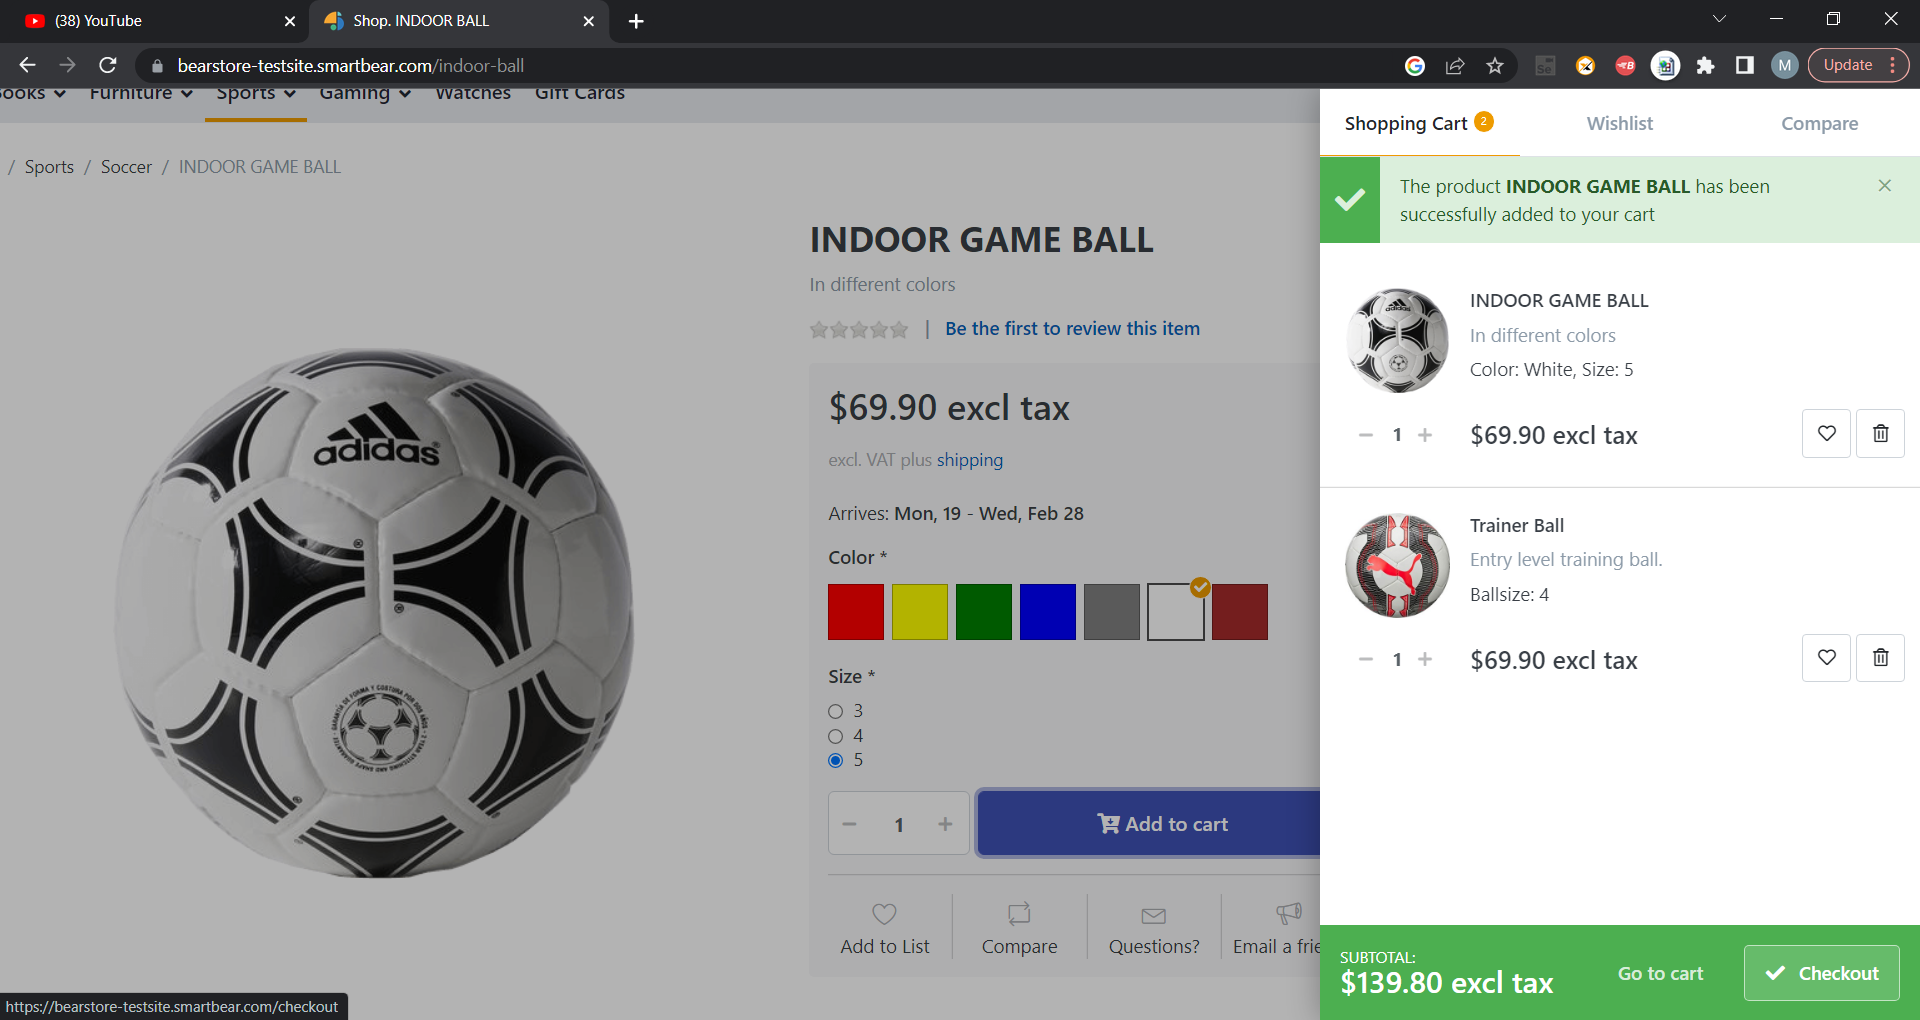 (38) YouTube
Shop. INDOOR BALL
bearstore-testsite.smartbear.com/indoor-ball
Se
B
M
Update
ooks
Furniture
Sports
Gaming
Watches
Gift Cards
/ Sports / Soccer / INDOOR GAME BALL
adidas
INDOOR GAME BALL
In different colors
| Be the first to review this item
$69.90 excl tax
excl. VAT plus shipping
Arrives: Mon, 19 - Wed, Feb 28
Color *
Size *
3
4
5
1
Add to cart
Add to List
Compare
Questions?
Email a frie
https://bearstore-testsite.smartbear.com/checkout
Shopping Cart 2
Wishlist
Compare
The product INDOOR GAME BALL has been
successfully added to your cart
adidas
INDOOR GAME BALL
In different colors
Color: White, Size: 5
1
$69.90 excl tax
Trainer Ball
Entry level training ball.
Ballsize: 4
1
$69.90 excl tax
SUBTOTAL:
$139.80 excl tax
Go to cart
Checkout